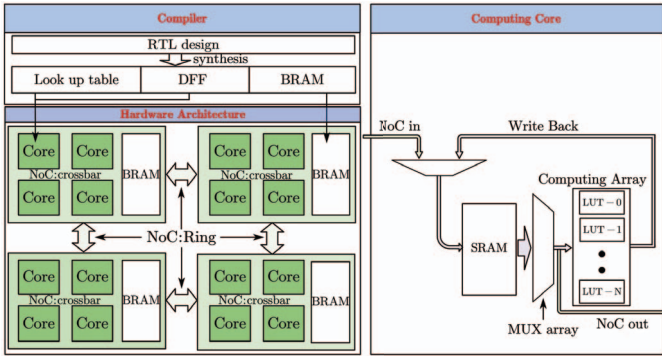 Compiler
RTL design
synthesis
Look up table
DFF
BRAM
Hardware Architecture
Core
Core
NoC:crossbar
Core
Core
BRAM
Core
Core
NoC:crossbar
Core
Core
BRAM
NoC:Ring
Core
Core
NoC:crossbar
Core
Core
BRAM
Core
Core
NoC:crossbar
Core
Core
BRAM
Computing Core
NoC in
Write Back
Computing Array
LUT-0
LUT-1
LUT-N
SRAM
MUX array
NoC out